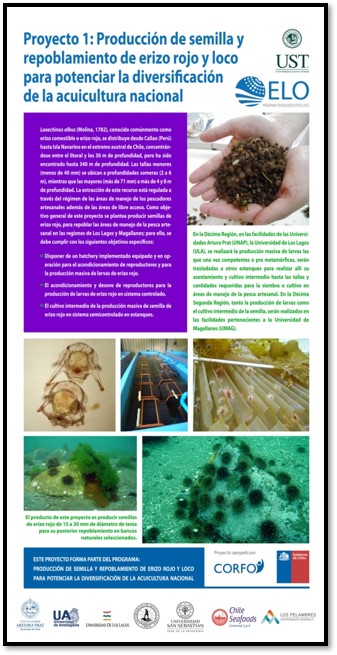 Proyecto 1: Producción de semilla y
repoblamiento de erizo rojo y loco
para potenciar la diversificación
de la acuicultura nacional
UST
UNIVERSIDAD SANTO TOMAS
ELO
Loxechinus albus (Molina, 1782), conocido comúnmente como
erizo comestible o erizo rojo, se distribuye desde Callao (Perú)
hasta Isla Navarino en el extremo austral de Chile, concentrán-
dose entre el litoral y los 30 m de profundidad, pero ha sido
encontrado hasta 340 m de profundidad. Las tallas menores
(menos de 40 mm) se ubican a profundidades someras (2 a 6
m), mientras que las mayores (más de 71 mm) a más de 4 y 8 m
de profundidad. La extracción de este recurso está regulada a
través del régimen de las áreas de manejo de los pescadores
artesanales además de las áreas de libre acceso. Como obje-
tivo general de este proyecto se plantea producir semillas de
erizo rojo, para repoblar las áreas de manejo de la pesca artesa-
nal en las regiones de Los Lagos y Magallanes; para ello, se
debe cumplir con los siguientes objetivos específicos:
• Disponer de un hatchery implementado equipado y en op-
eración para el acondicionamiento de reproductores y para
la producción masiva de larvas de erizo rojo.
• El acondicionamiento y desove de reproductores para la
producción de larvas de erizo rojo en sistema controlado.
• El cultivo intermedio de la producción masiva de semilla de
erizo rojo en sistema semicontrolado en estanques.
En la Décima Región, en las facilidades de las Universi-
dades Arturo Prat (UNAP), la Universidad de Los Lagos
(ULA), se realizará la producción masiva de larvas las
que una vez competentes o pre metamórficas, serán
trasladadas a otros estanques para realizar allí su
asentamiento y cultivo intermedio hasta las tallas y
cantidades requeridas para la siembra o cultivo en
áreas de manejo de la pesca artesanal. En la Décima
Segunda Región, tanto la producción de larvas como
el cultivo intermedio de la semilla, serán realizados en
las facilidades pertenecientes a la Universidad de
Magallanes (UMAG).
El producto de este proyecto es producir semillas
de erizo rojo de 15 a 20 mm de diámetro de testa
para su posterior repoblamiento en bancos
naturales seleccionados.
ESTE PROYECTO FORMA PARTE DEL PROGRAMA:
PRODUCCIÓN DE SEMILLA Y REPOBLAMIENTO DE ERIZO ROJO Y LOCO
PARA POTENCIAR LA DIVERSIFICACIÓN DE LA ACUICULTURA NACIONAL
Proyecto apoyado por
CORFO
Gobierno
de Chile
ARTURO PRAT
UA
Universidad
de Antofagasta
UNIVERSIDAD DE LOS LAGOS
UNIVERSIDAD
SAN SEBASTIAN
Chile
Seafoods
LOS PELAMBRES